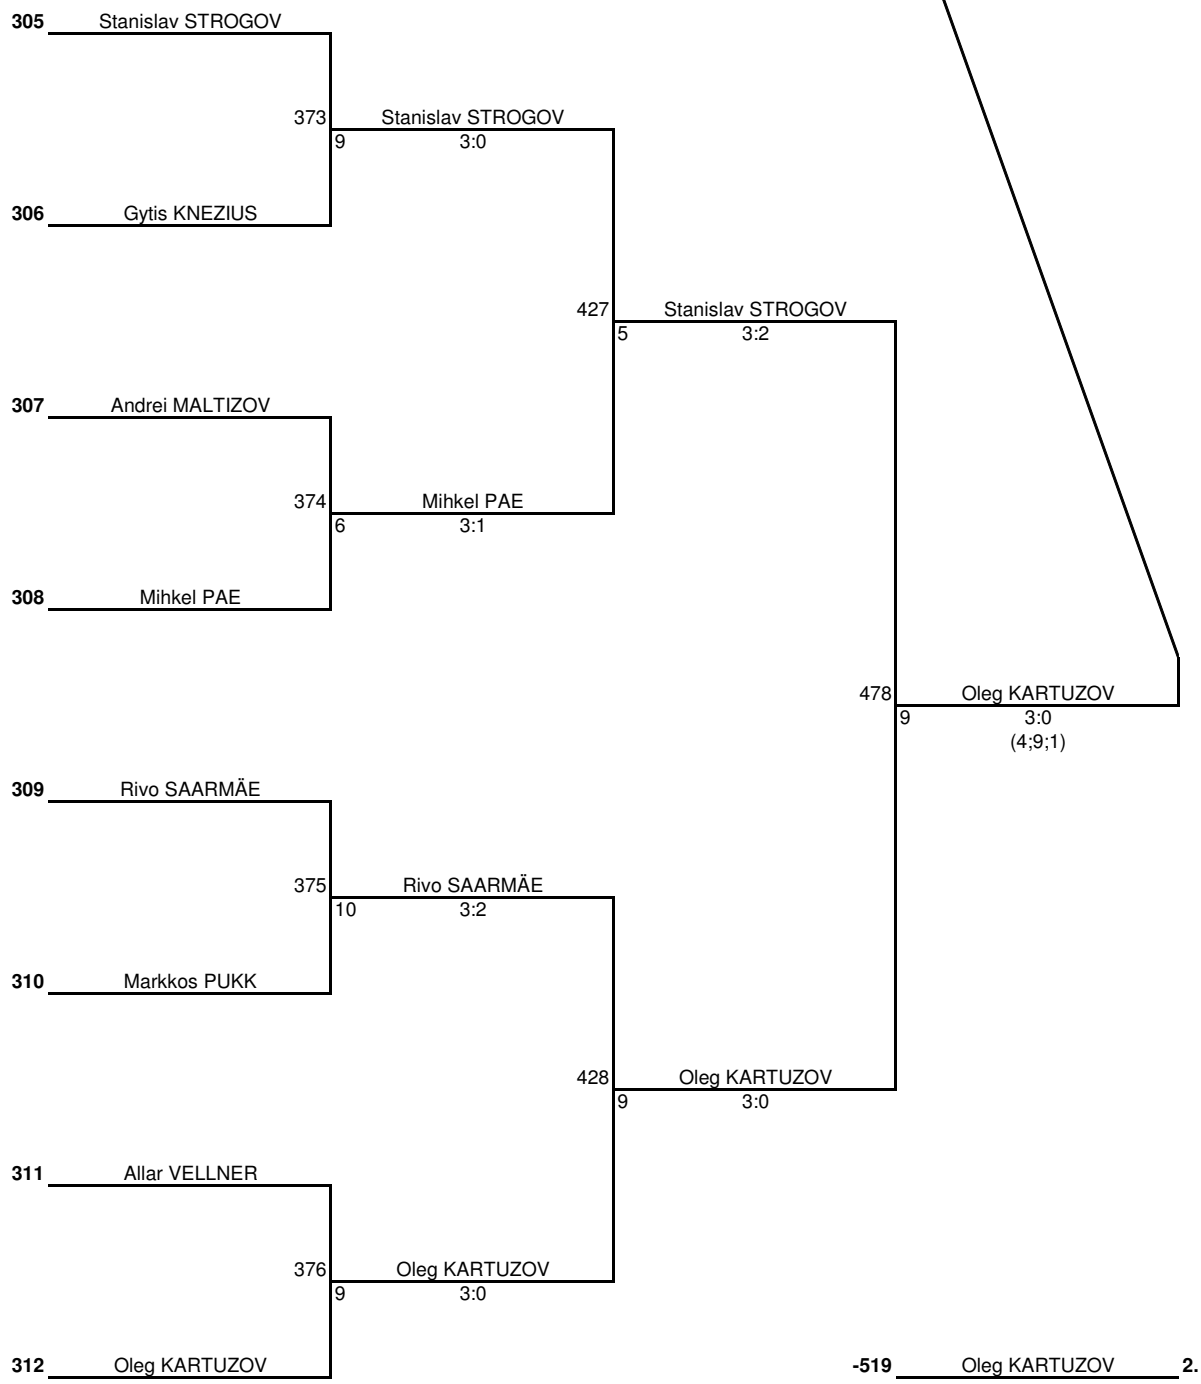 305 Stanislav STROGOV
373 Stanislav STROGOV
9 3:0
306 Gytis KNEZIUS
427 Stanislav STROGOV
5 3:2
307 Andrei MALTIZOV
374 Mihkel PAE
6 3:1
308 Mihkel PAE
478 Oleg KARTUZOV
9 3:0
(4;9;1)
309 Rivo SAARMÄE
375 Rivo SAARMÄE
10 3:2
310 Markkos PUKK
428 Oleg KARTUZOV
9 3:0
311 Allar VELLNER
376 Oleg KARTUZOV
9 3:0
312 Oleg KARTUZOV
-519 Oleg KARTUZOV 2.